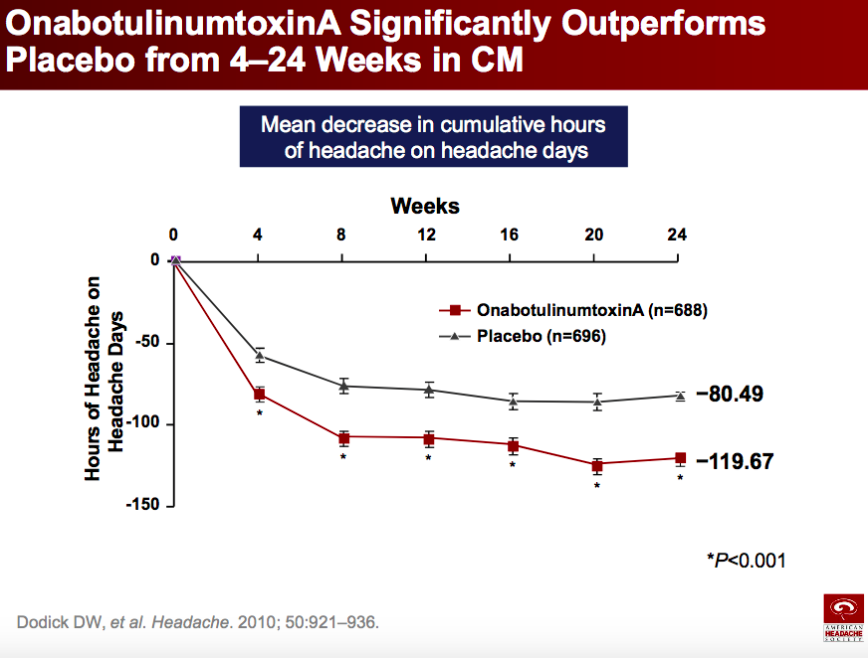 OnabotulinumtoxinA Significantly Outperforms
Placebo from 4–24 Weeks in CM
Mean decrease in cumulative hours
of headache on headache days
Weeks
0 4 8 12 16 20 24
Hours of Headache on
Headache Days
0
-50
-100
-150
OnabotulinumtoxinA (n=688)
Placebo (n=696)
−80.49
−119.67
* * * * * *
*P<0.001
Dodick DW, et al. Headache. 2010; 50:921–936.
AMERICAN
HEADACHE
SOCIETY